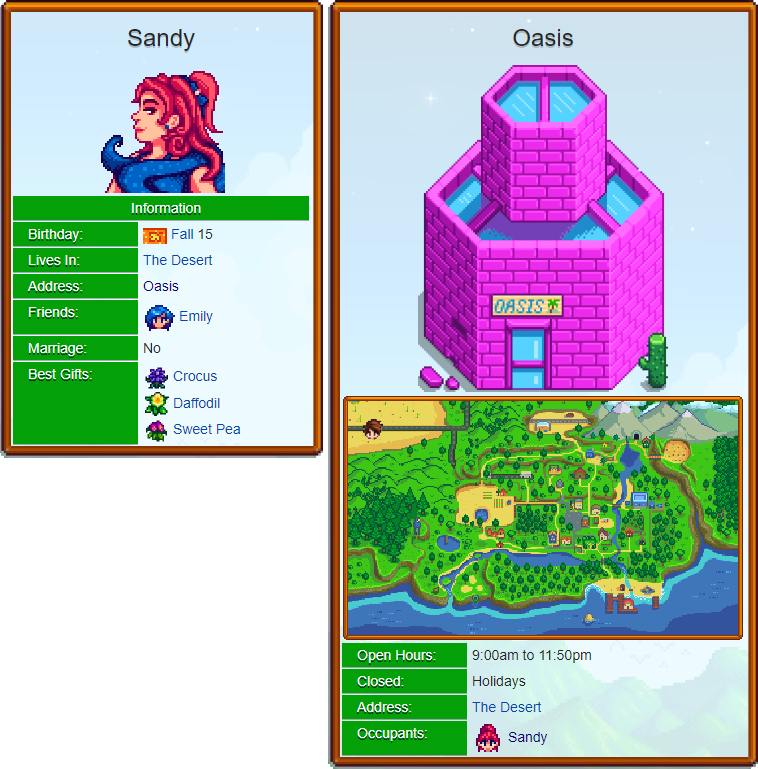 Sandy
Information
Birthday: Fall 15
Lives In: The Desert
Address: Oasis
Friends: Emily
Marriage: No
Best Gifts: Crocus
Daffodil
Sweet Pea
Oasis
OASIS
Open Hours: 9:00am to 11:50pm
Closed: Holidays
Address: The Desert
Occupants: Sandy